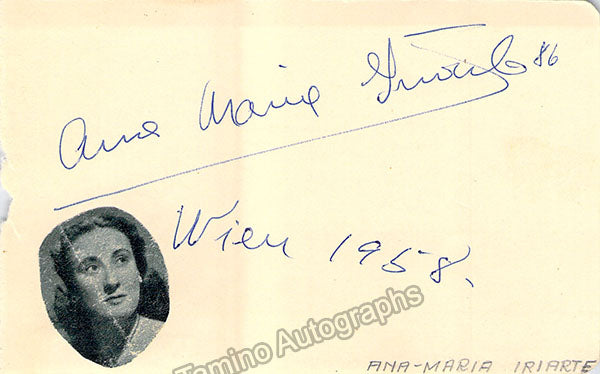 Ana Maria Iriarte 86
Wien 1958.
Tamino Autographs
ANA-MARIA IRIARTE